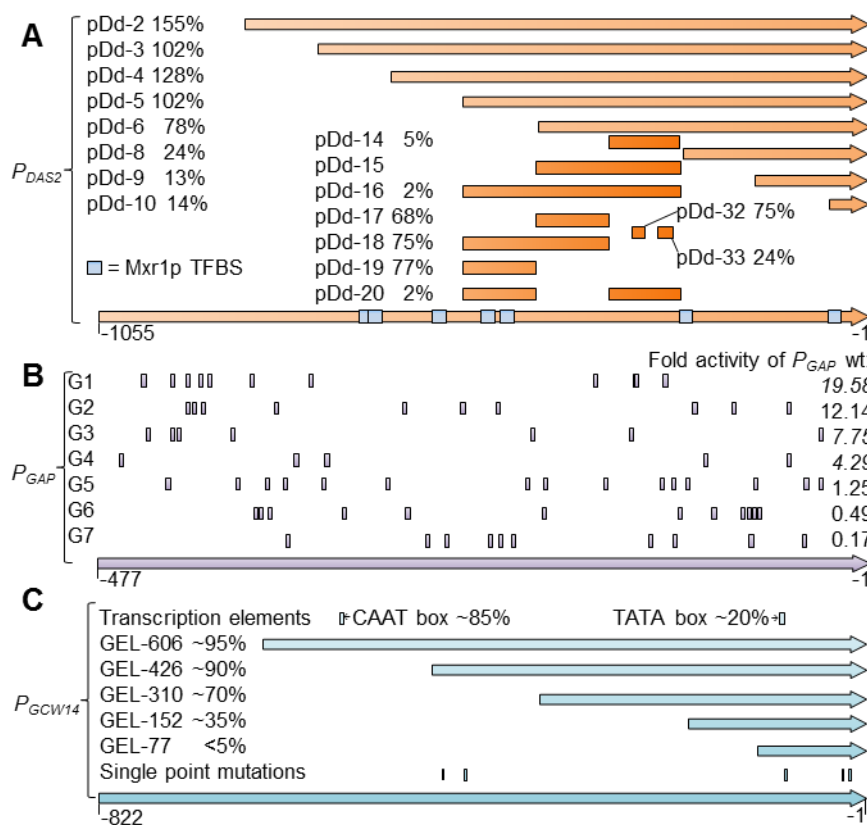 A
pDd-2 155%
pDd-3 102%
pDd-4 128%
pDd-5 102%
pDd-6 78%
pDd-8 24%
pDd-9 13%
pDd-10 14%
P_DAS2
pDd-14 5%
pDd-15
pDd-16 2%
pDd-17 68%
pDd-18 75%
pDd-19 77%
pDd-20 2%
pDd-32 75%
pDd-33 24%
= Mxr1p TFBS
-1055 -1
B
Fold activity of P_GAP wt:
G1 19.58
G2 12.14
G3 7.75
G4 4.29
P_GAP
G5 1.25
G6 0.49
G7 0.17
-477 -1
C
Transcription elements CAAT box ~85% TATA box ~20%
GEL-606 ~95%
GEL-426 ~90%
GEL-310 ~70%
P_GCW14
GEL-152 ~35%
GEL-77 <5%
Single point mutations
-822 -1